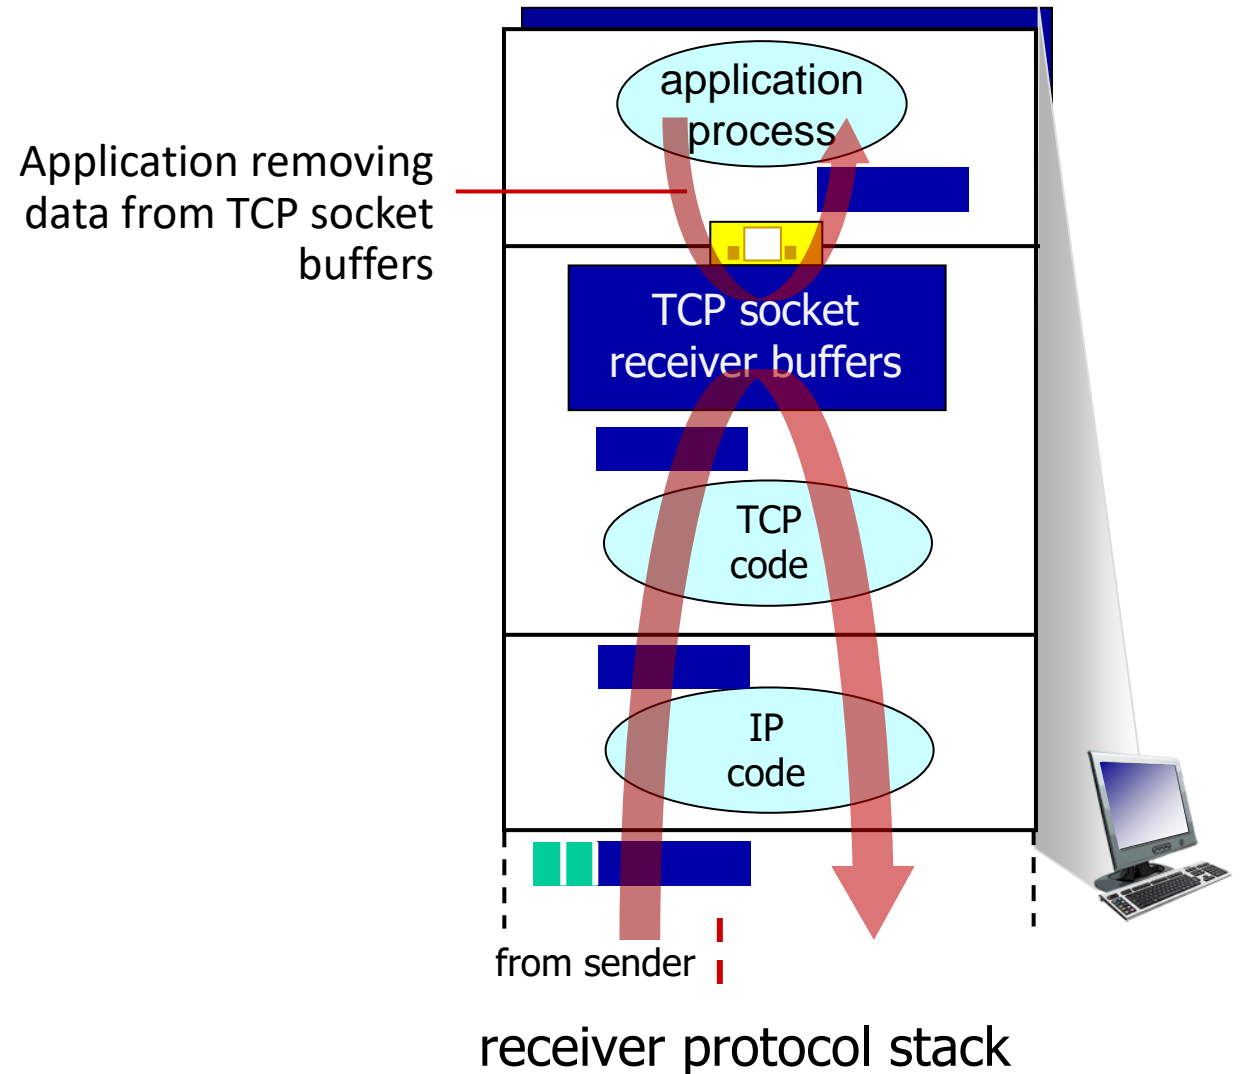 application
process
Application removing
data from TCP socket
buffers
TCP socket
receiver buffers
TCP
code
IP
code
from sender
receiver protocol stack